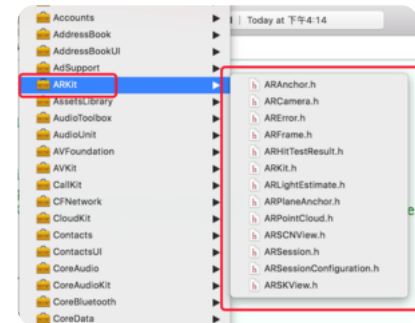 Accounts
AddressBook
AddressBookUI
AdSupport
ARKit
AssetsLibrary
AudioToolbox
AudioUnit
AVFoundation
AVKit
CallKit
CFNetwork
CloudKit
Contacts
ContactsUI
CoreAudio
CoreAudioKit
CoreBluetooth
CoreData
Today at 下午4:14
ARAnchor.h
ARCamera.h
ARError.h
ARFrame.h
ARHitTestResult.h
ARKit.h
ARLightEstimate.h
ARPlaneAnchor.h
ARPointCloud.h
ARSCNView.h
ARSession.h
ARSessionConfiguration.h
ARSKView.h